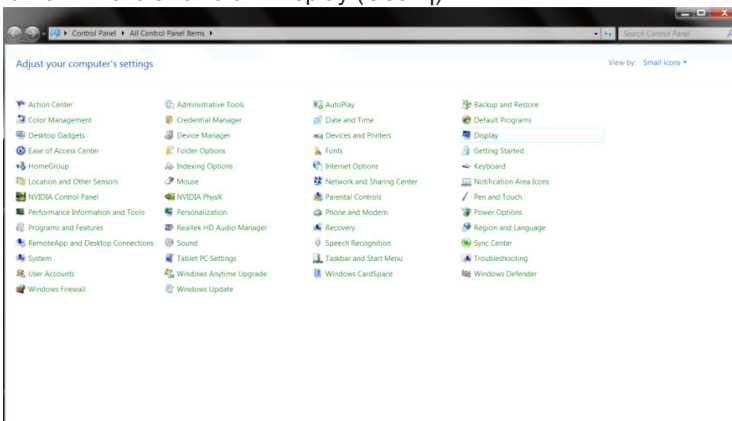 Control Panel ▸ All Control Panel Items ▸
Search Control Panel
Adjust your computer's settings
View by: Small icons
Action Center
Administrative Tools
AutoPlay
Backup and Restore
Color Management
Credential Manager
Date and Time
Default Programs
Desktop Gadgets
Device Manager
Devices and Printers
Display
Ease of Access Center
Folder Options
Fonts
Getting Started
HomeGroup
Indexing Options
Internet Options
Keyboard
Location and Other Sensors
Mouse
Network and Sharing Center
Notification Area Icons
NVIDIA Control Panel
NVIDIA PhysX
Parental Controls
Pen and Touch
Performance Information and Tools
Personalization
Phone and Modem
Power Options
Programs and Features
Realtek HD Audio Manager
Recovery
Region and Language
RemoteApp and Desktop Connections
Sound
Speech Recognition
Sync Center
System
Tablet PC Settings
Taskbar and Start Menu
Troubleshooting
User Accounts
Windows Anytime Upgrade
Windows CardSpace
Windows Defender
Windows Firewall
Windows Update